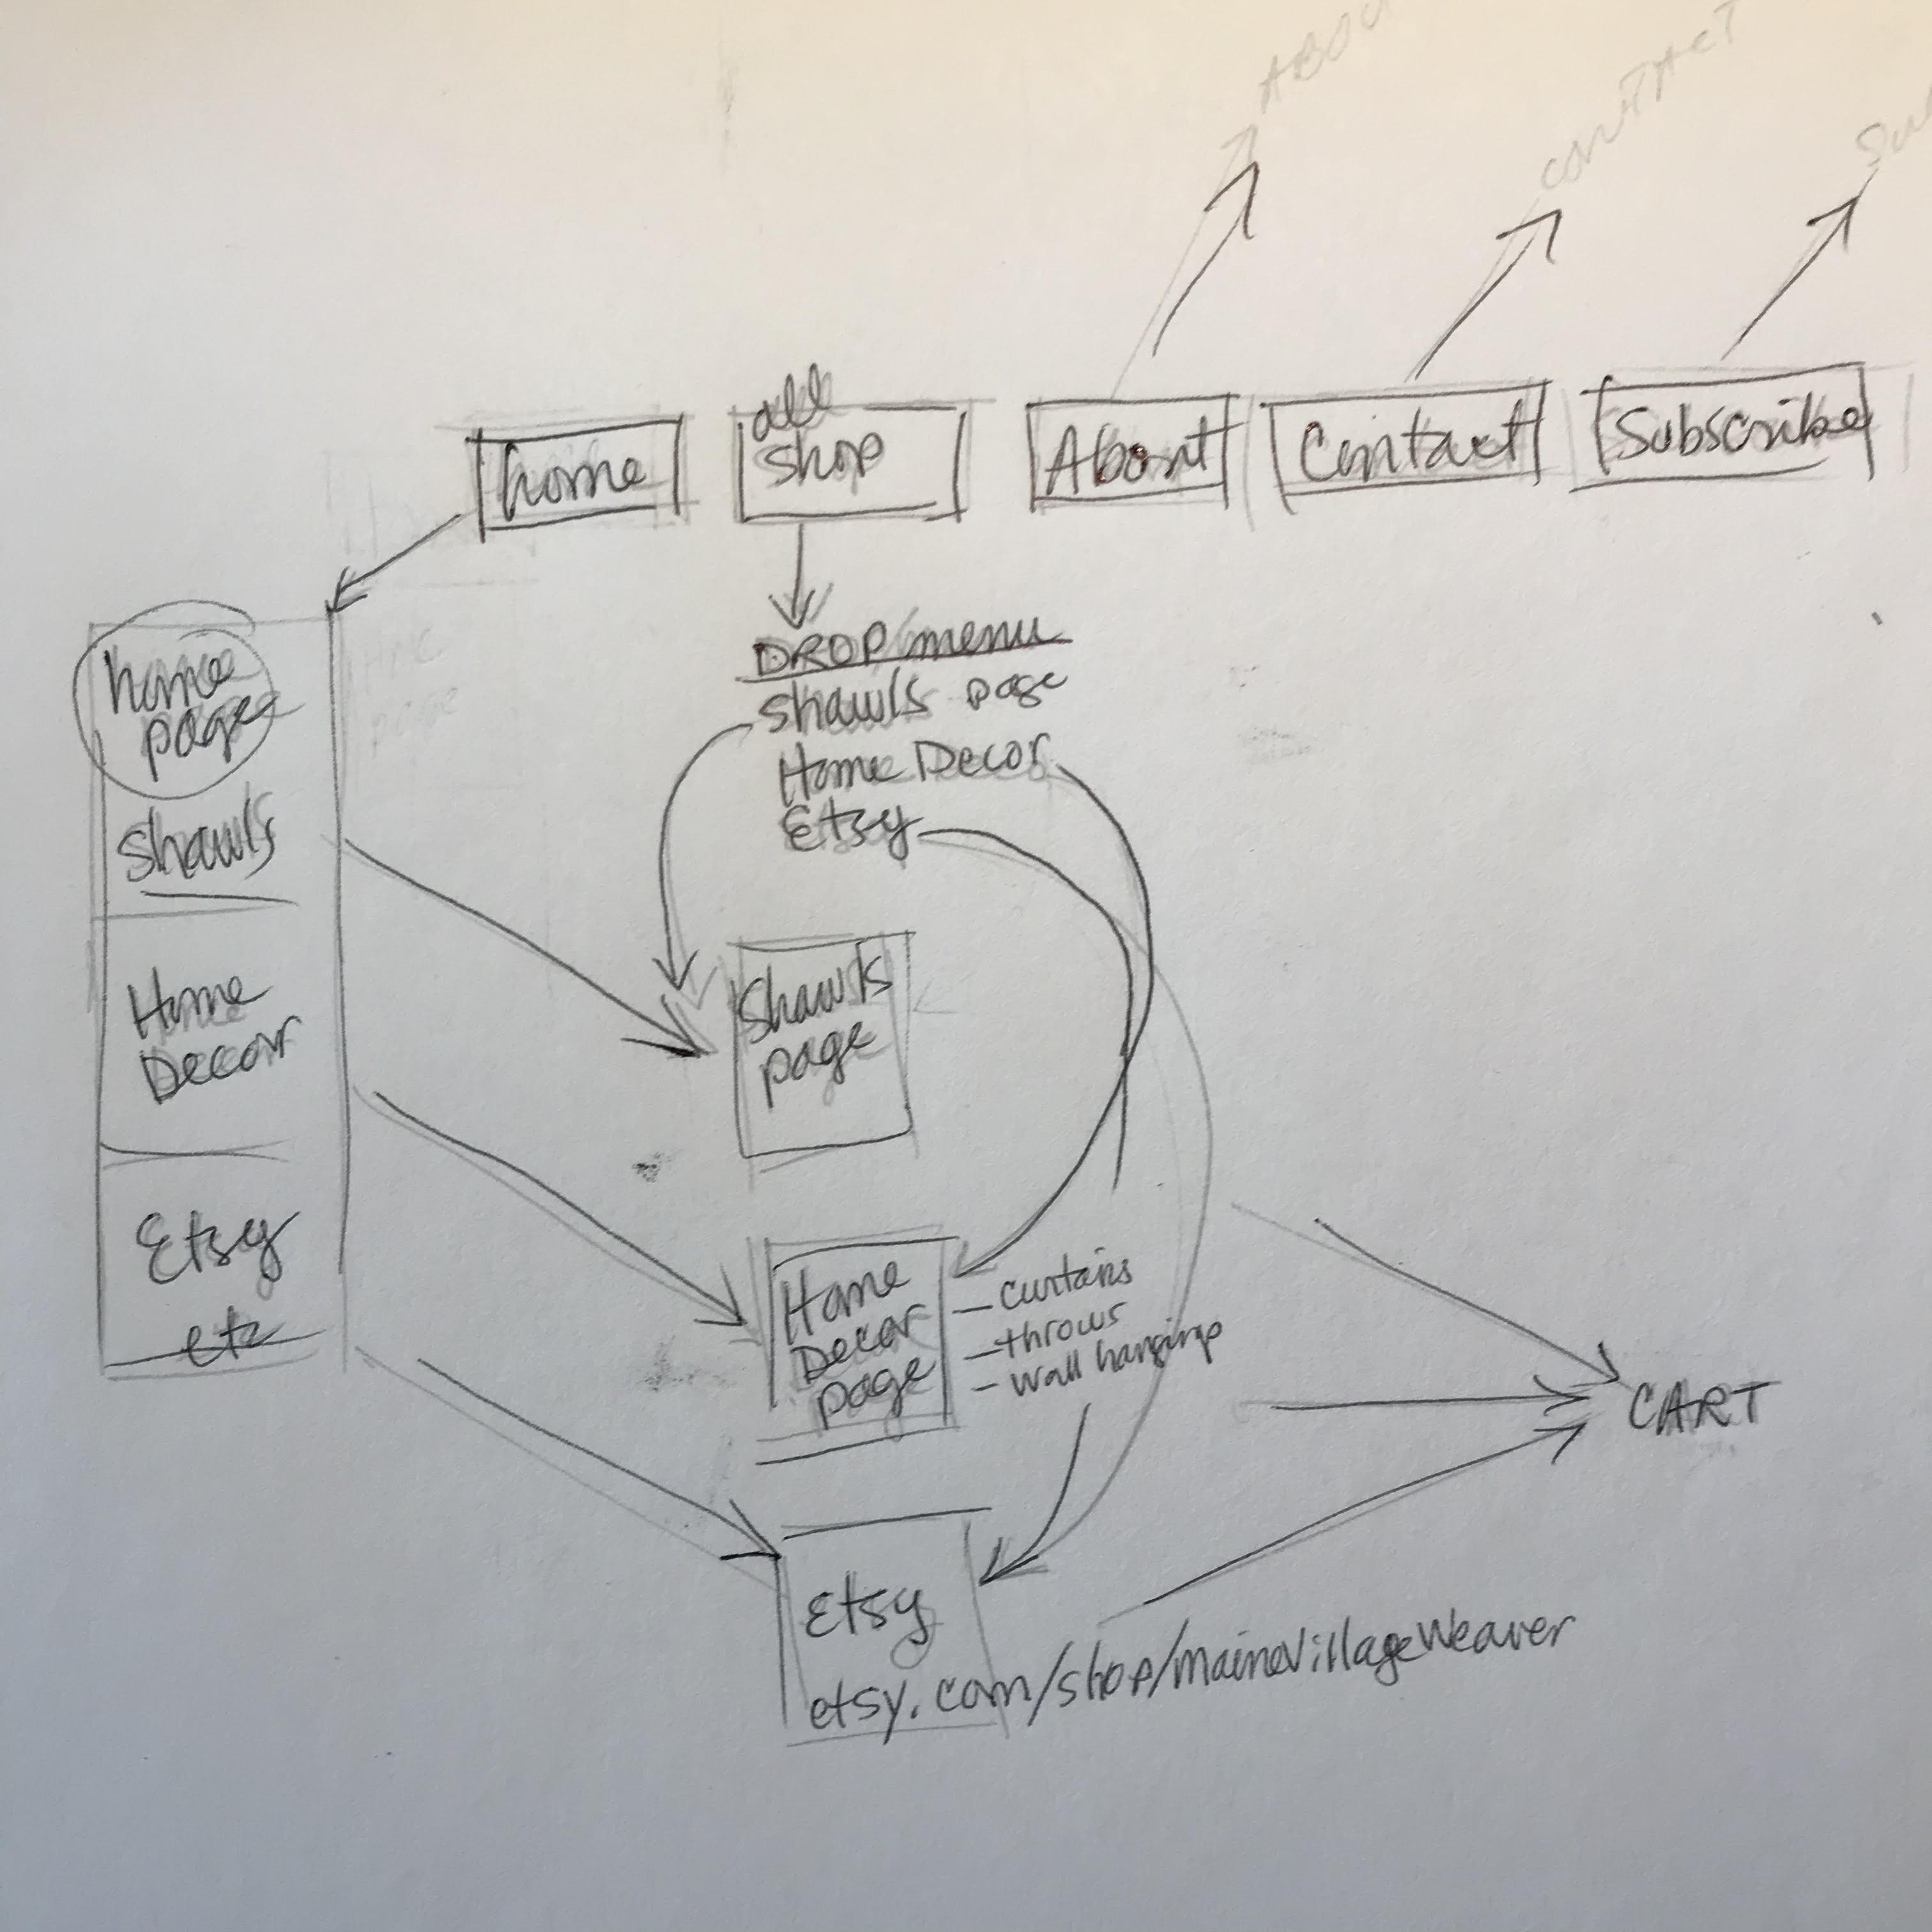 ABOU
CONTACT
Su
home
all
shop
About
Contact
Subscribe
home
page
shawls
Home
Decor
Etsy
etc
DROP/menu
shawls page
Home Decor
Etsy
shawls
page
Home
Decor
page
- curtains
- throws
- wall hangings
CART
Etsy
etsy.com/shop/maineVillageWeaver